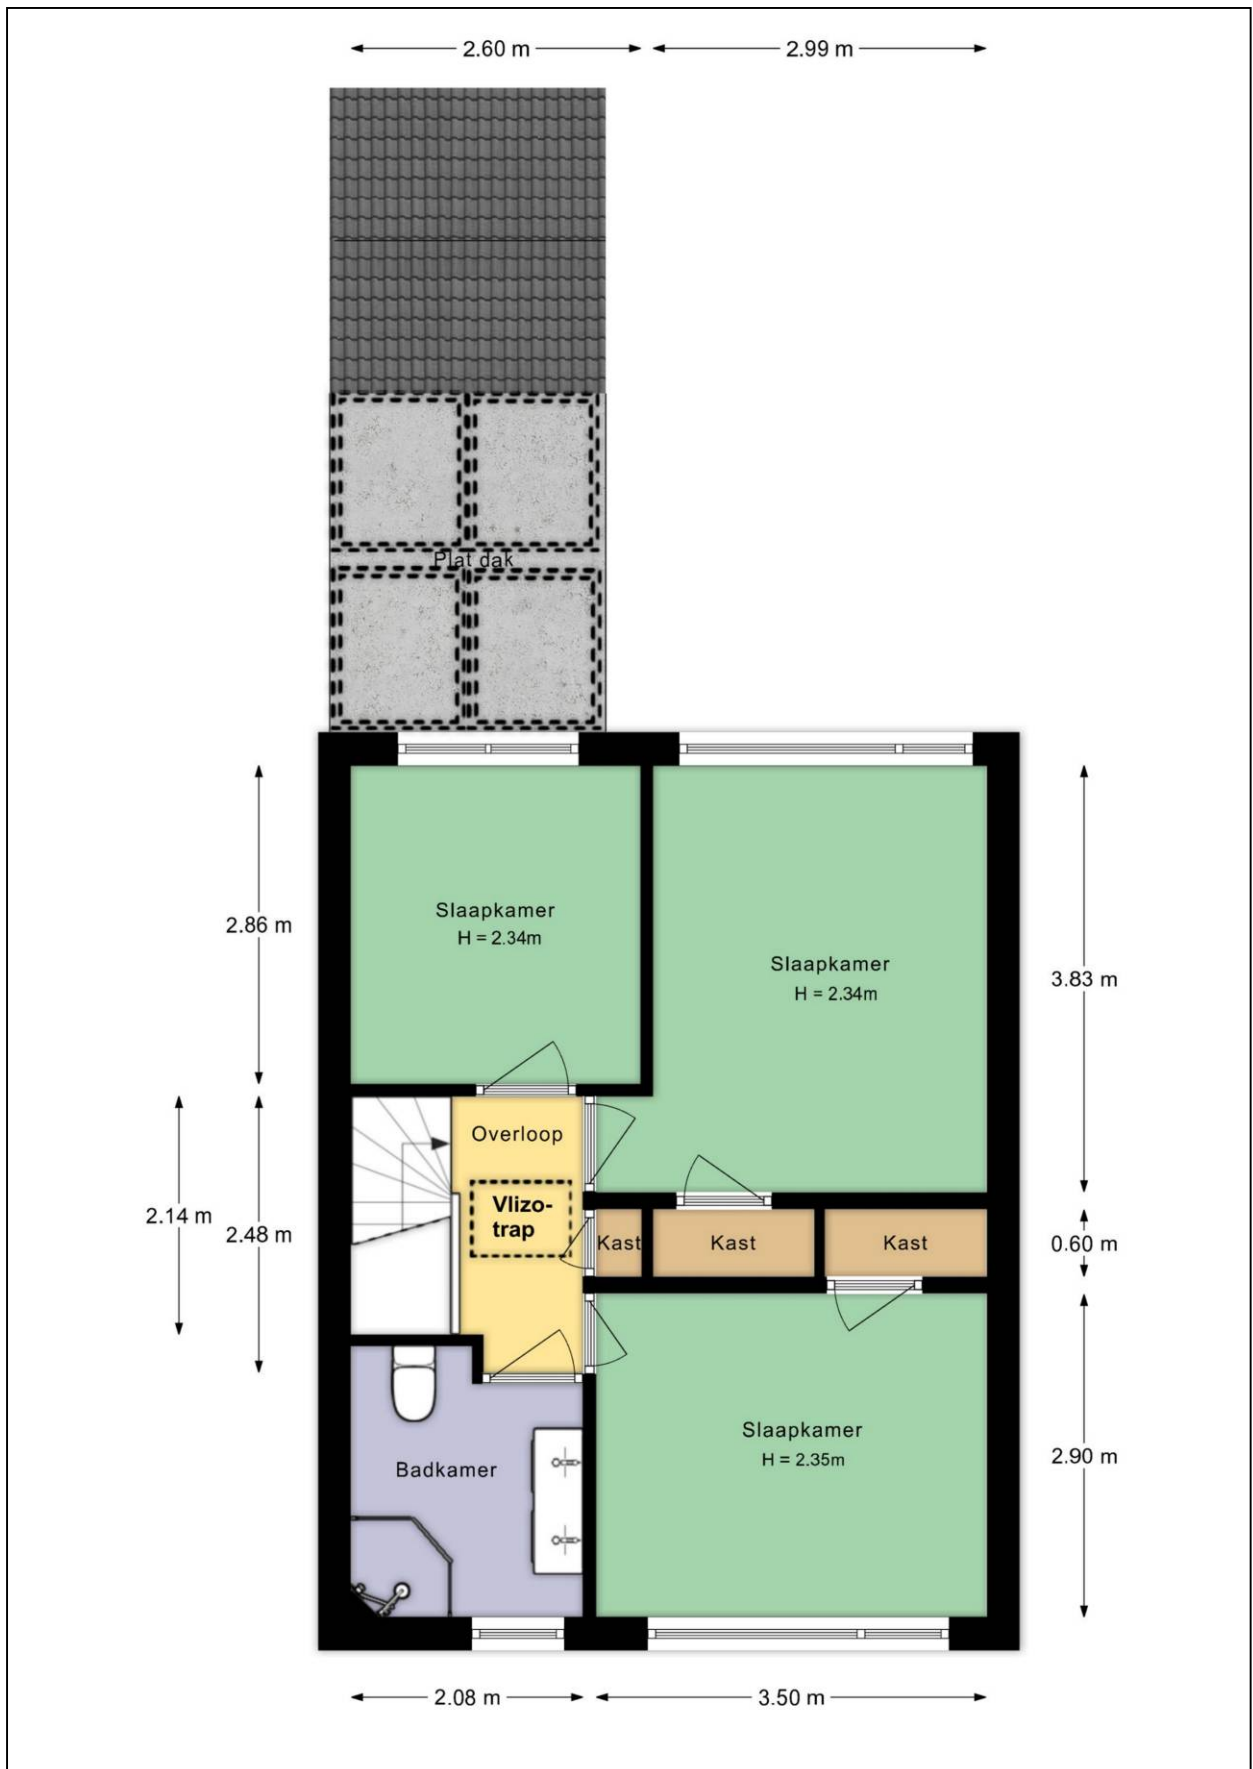 2.60 m
2.99 m
Plat dak
Slaapkamer
H = 2.34m
2.86 m
Slaapkamer
H = 2.34m
3.83 m
Overloop
Vlizo-
trap
2.14 m
2.48 m
Kast
Kast
Kast
0.60 m
Slaapkamer
H = 2.35m
2.90 m
Badkamer
2.08 m
3.50 m